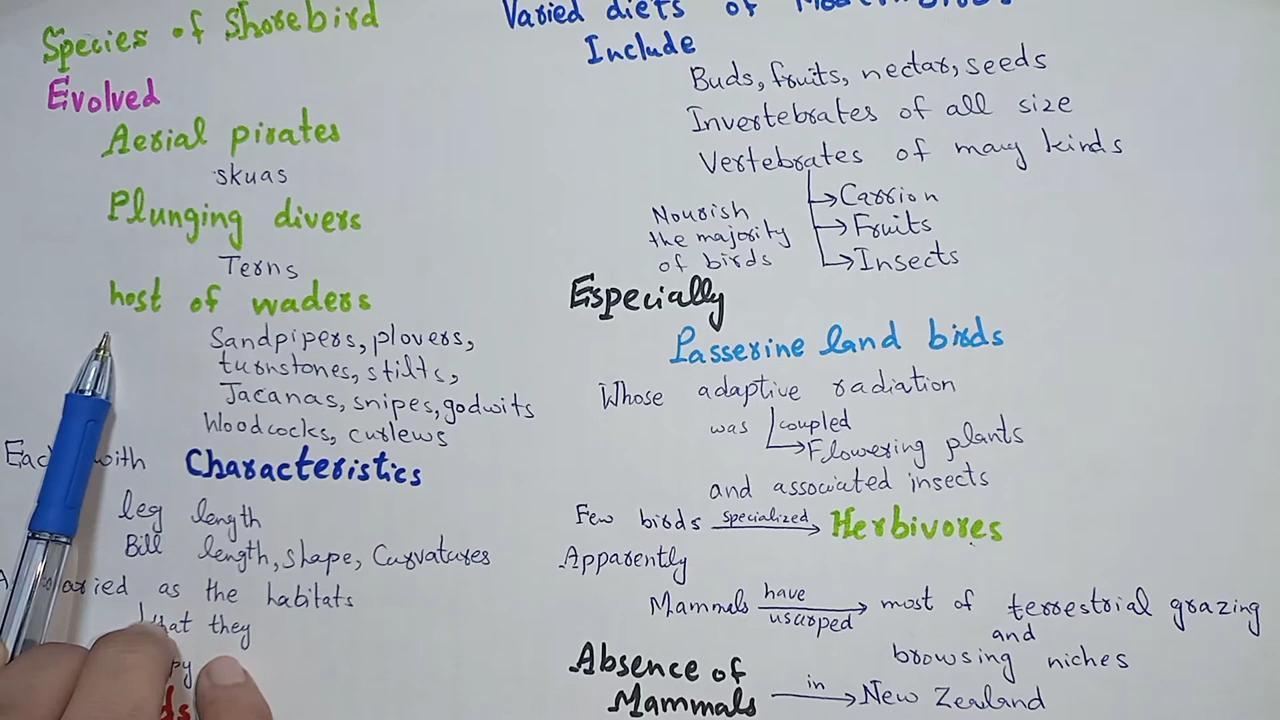 Species of Shorebird
Evolved
Aerial pirates
skuas
Plunging divers
Terns
host of waders
Sandpipers, plovers,
turnstones, stilts,
Jacanas, snipes, godwits
Woodcocks, curlews
with Characteristics
leg length
Bill length, shape, Curvatures
as the habitats
that they
Varied diets of
Include
Buds, fruits, nectar, seeds
Invertebrates of all size
Vertebrates of many kinds
Carrion
Fruits
Insects
Nourish
the majority
of birds
Especially
Passerine land birds
Whose adaptive radiation
was coupled
Flowering plants
and associated insects
Few birds specialized Herbivores
Apparently
Mammals have usurped most of terrestrial grazing
and
browsing niches
Absence of
Mammals in New Zealand